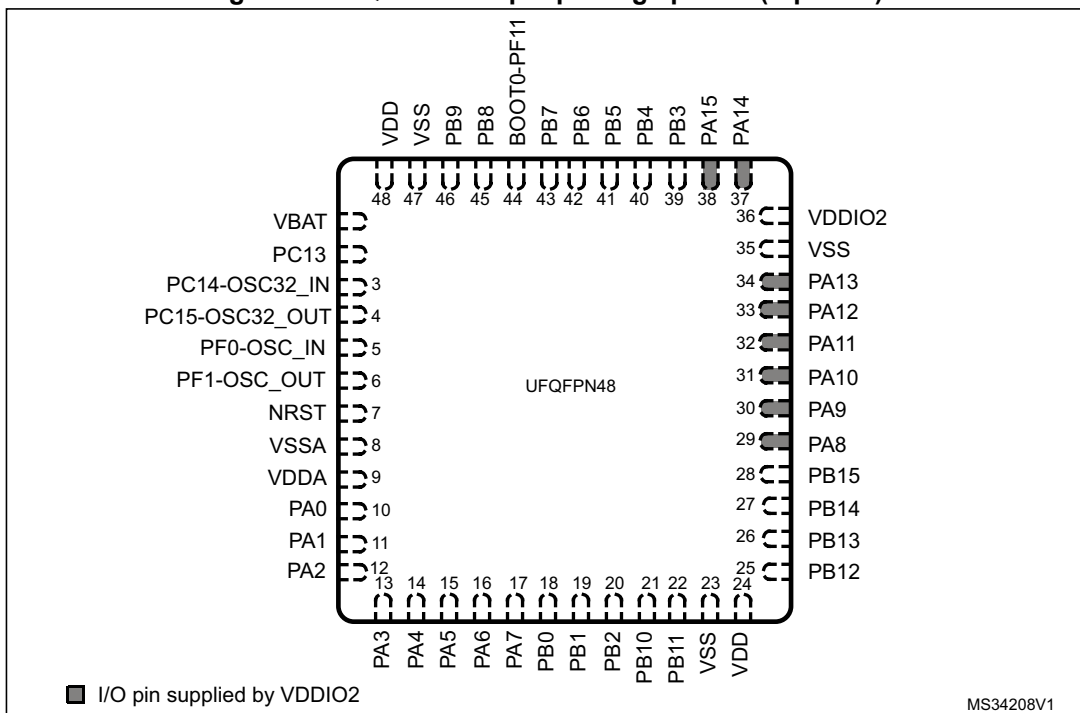 VDD
VSS
PB9
PB8
BOOT0-PF11
PB7
PB6
PB5
PB4
PB3
PA15
PA14
48
47
46
45
44
43
42
41
40
39
38
37
VBAT
PC13
PC14-OSC32_IN 3
PC15-OSC32_OUT 4
PF0-OSC_IN 5
PF1-OSC_OUT 6
NRST 7
VSSA 8
VDDA 9
PA0 10
PA1 11
PA2 12
UFQFPN48
36 VDDIO2
35 VSS
34 PA13
33 PA12
32 PA11
31 PA10
30 PA9
29 PA8
28 PB15
27 PB14
26 PB13
25 PB12
13
14
15
16
17
18
19
20
21
22
23
24
PA3
PA4
PA5
PA6
PA7
PB0
PB1
PB2
PB10
PB11
VSS
VDD
I/O pin supplied by VDDIO2
MS34208V1